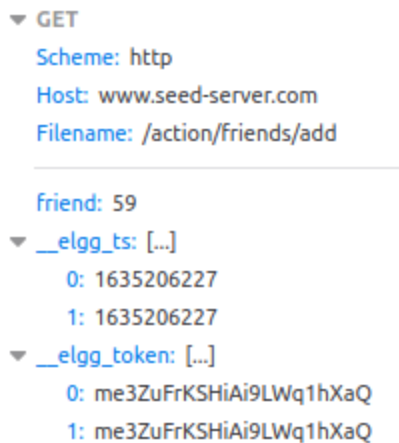 GET
Scheme: http
Host: www.seed-server.com
Filename: /action/friends/add
friend: 59
__elgg_ts: [...]
0: 1635206227
1: 1635206227
__elgg_token: [...]
0: me3ZuFrKSHiAi9LWq1hXaQ
1: me3ZuFrKSHiAi9LWq1hXaQ